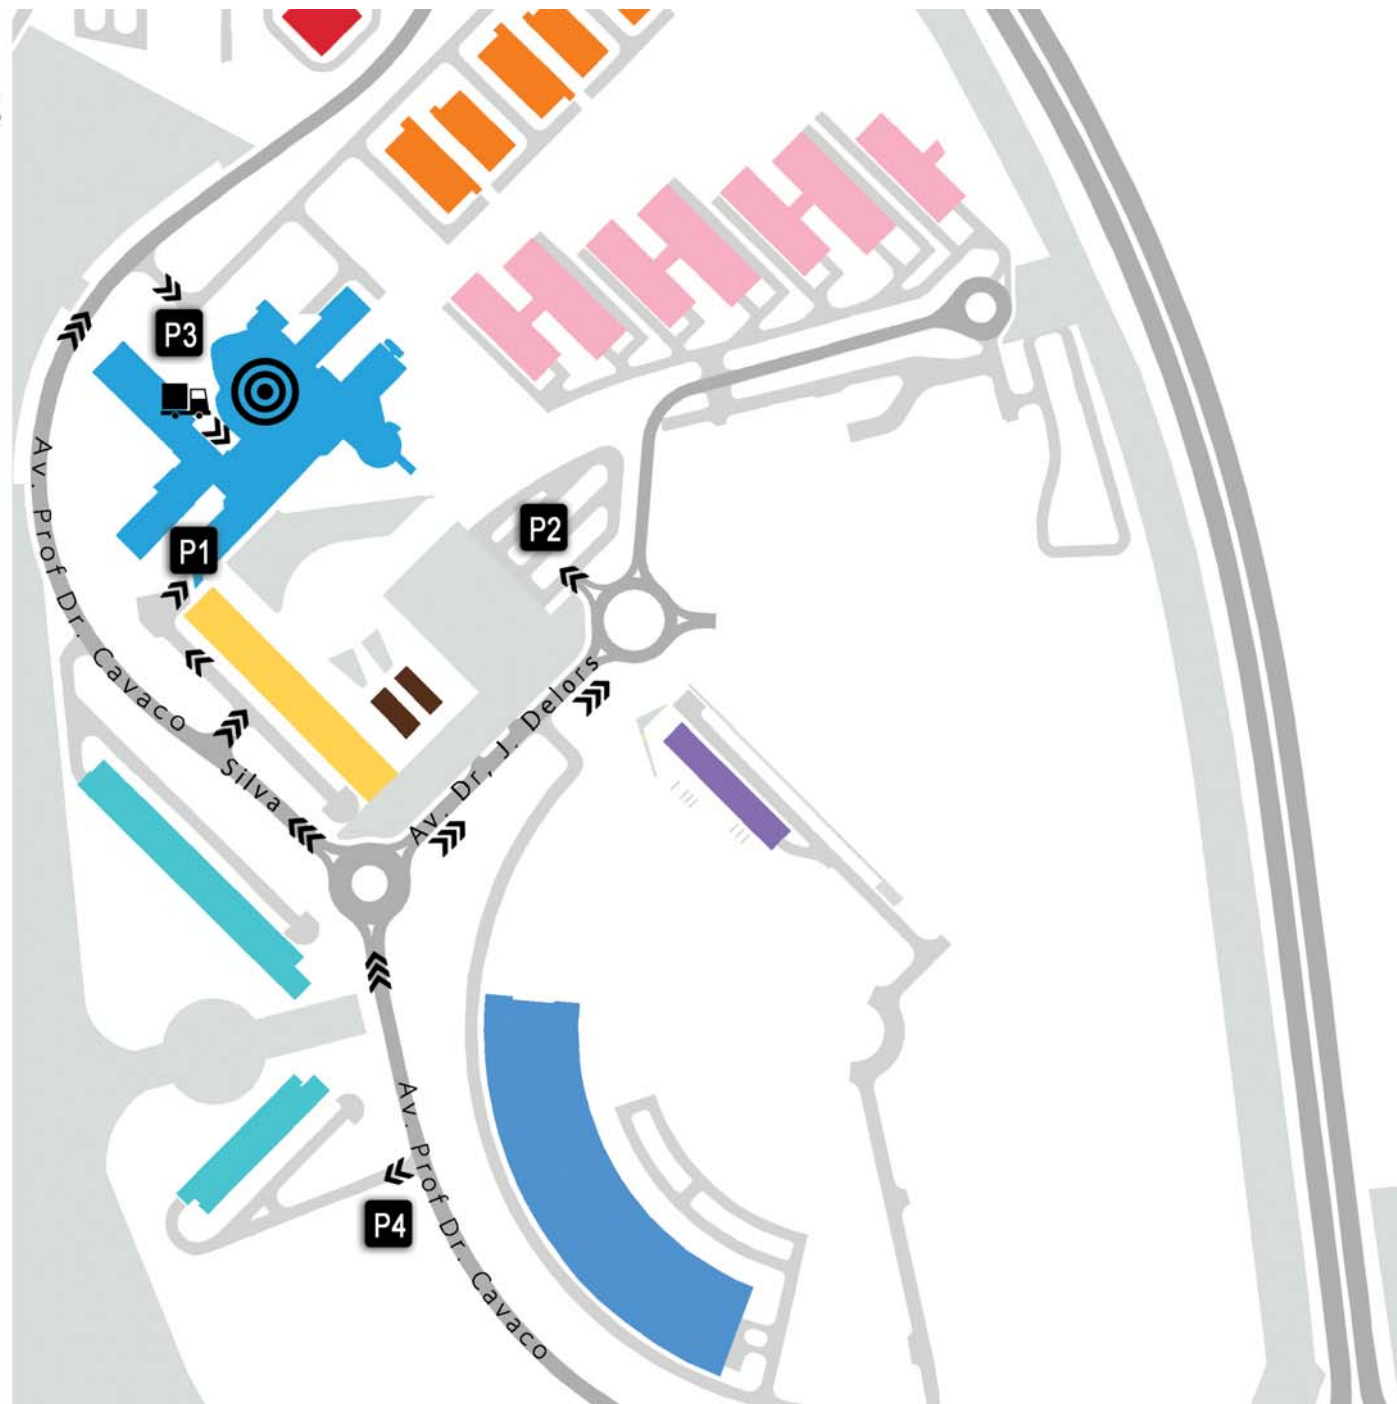 P3
Av. Prof Dr. Cavaco
Silva
P1
P2
Av. Dr, J. Delors
Av. Prof Dr. Cavaco
P4